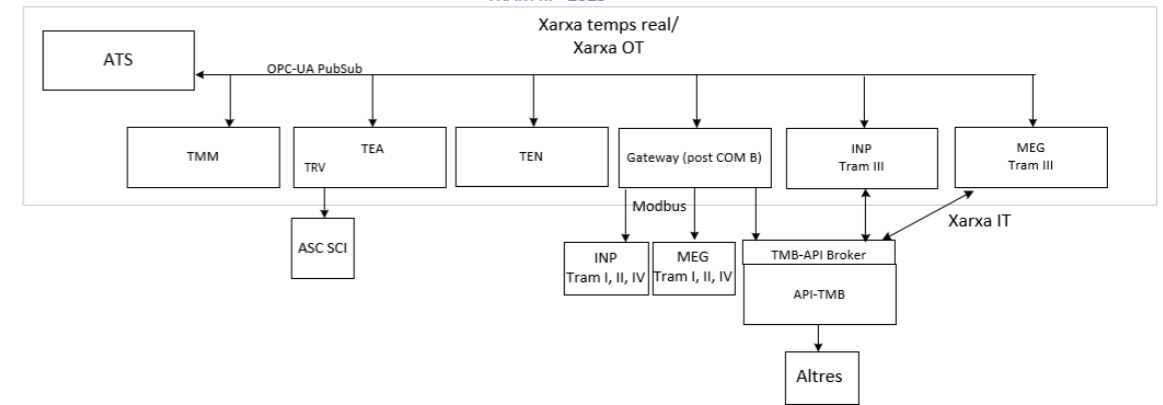 Xarxa temps real/
Xarxa OT
ATS
OPC-UA PubSub
TMM
TEA
TRV
TEN
Gateway (post COM B)
INP
Tram III
MEG
Tram III
Modbus
Xarxa IT
ASC SCI
INP
Tram I, II, IV
MEG
Tram I, II, IV
TMB-API Broker
API-TMB
Altres